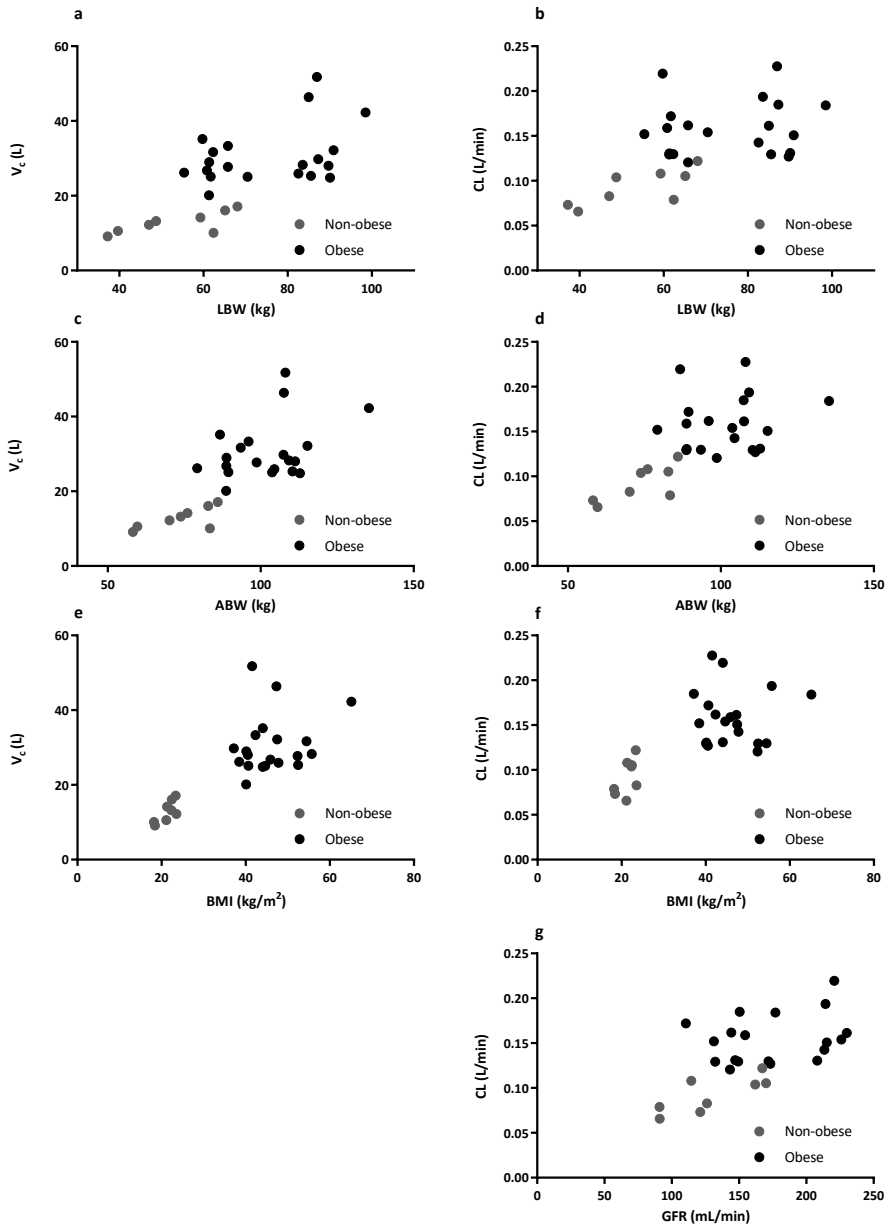 a
60
40
20
0
V_c (L)
40
60
80
100
LBW (kg)
Non-obese
Obese
b
0.25
0.20
0.15
0.10
0.05
0.00
CL (L/min)
40
60
80
100
LBW (kg)
Non-obese
Obese
c
60
40
20
0
V_c (L)
50
100
150
ABW (kg)
Non-obese
Obese
d
0.25
0.20
0.15
0.10
0.05
0.00
CL (L/min)
50
100
150
ABW (kg)
Non-obese
Obese
e
60
40
20
0
V_c (L)
0
20
40
60
80
BMI (kg/m²)
Non-obese
Obese
f
0.25
0.20
0.15
0.10
0.05
0.00
CL (L/min)
0
20
40
60
80
BMI (kg/m²)
Non-obese
Obese
g
0.25
0.20
0.15
0.10
0.05
0.00
CL (L/min)
0
50
100
150
200
250
GFR (mL/min)
Non-obese
Obese